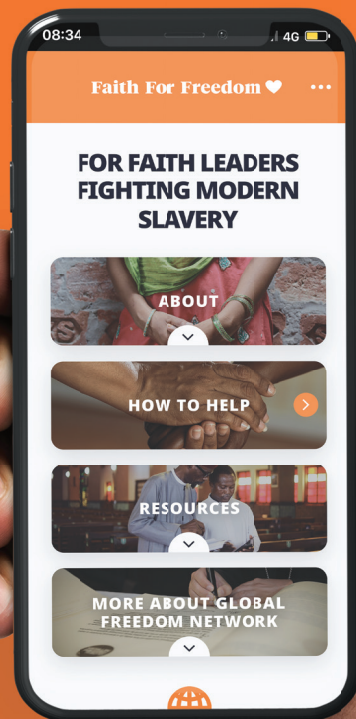 08:34
4G
Faith For Freedom
FOR FAITH LEADERS
FIGHTING MODERN
SLAVERY
ABOUT
HOW TO HELP
RESOURCES
MORE ABOUT GLOBAL
FREEDOM NETWORK